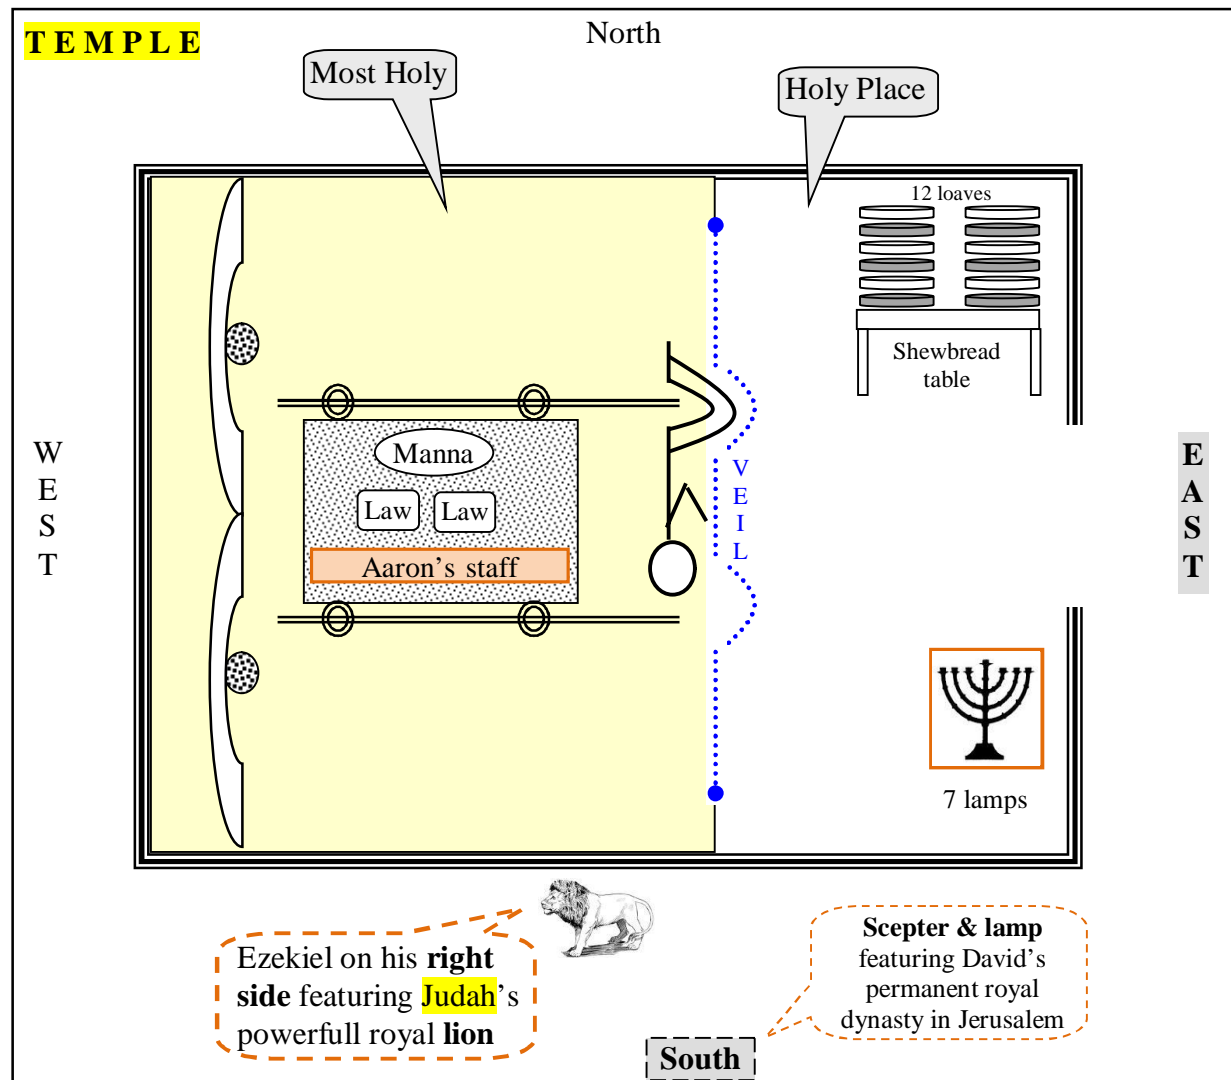 T E M P L E
North
Most Holy
Holy Place
12 loaves
Shewbread
table
W
E
S
T
Manna
Law Law
Aaron’s staff
V
E
I
L
E
A
S
T
7 lamps
Ezekiel on his right
side featuring Judah’s
powerfull royal lion
Scepter & lamp
featuring David’s
permanent royal
dynasty in Jerusalem
South